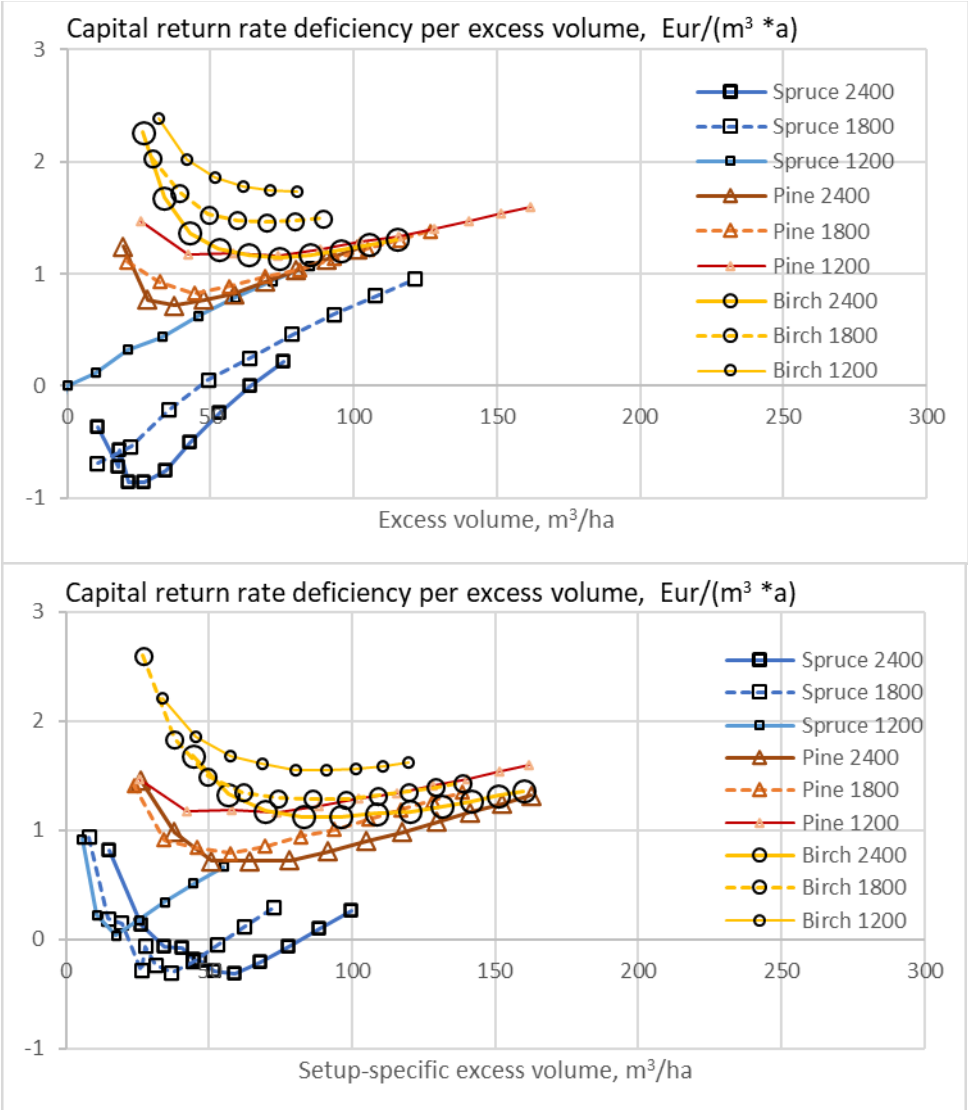 Capital return rate deficiency per excess volume, Eur/(m³ *a)
3
2
1
0
-1
0
50
100
150
200
250
300
Spruce 2400
Spruce 1800
Spruce 1200
Pine 2400
Pine 1800
Pine 1200
Birch 2400
Birch 1800
Birch 1200
Excess volume, m³/ha
Capital return rate deficiency per excess volume, Eur/(m³ *a)
3
2
1
0
-1
0
50
100
150
200
250
300
Spruce 2400
Spruce 1800
Spruce 1200
Pine 2400
Pine 1800
Pine 1200
Birch 2400
Birch 1800
Birch 1200
Setup-specific excess volume, m³/ha